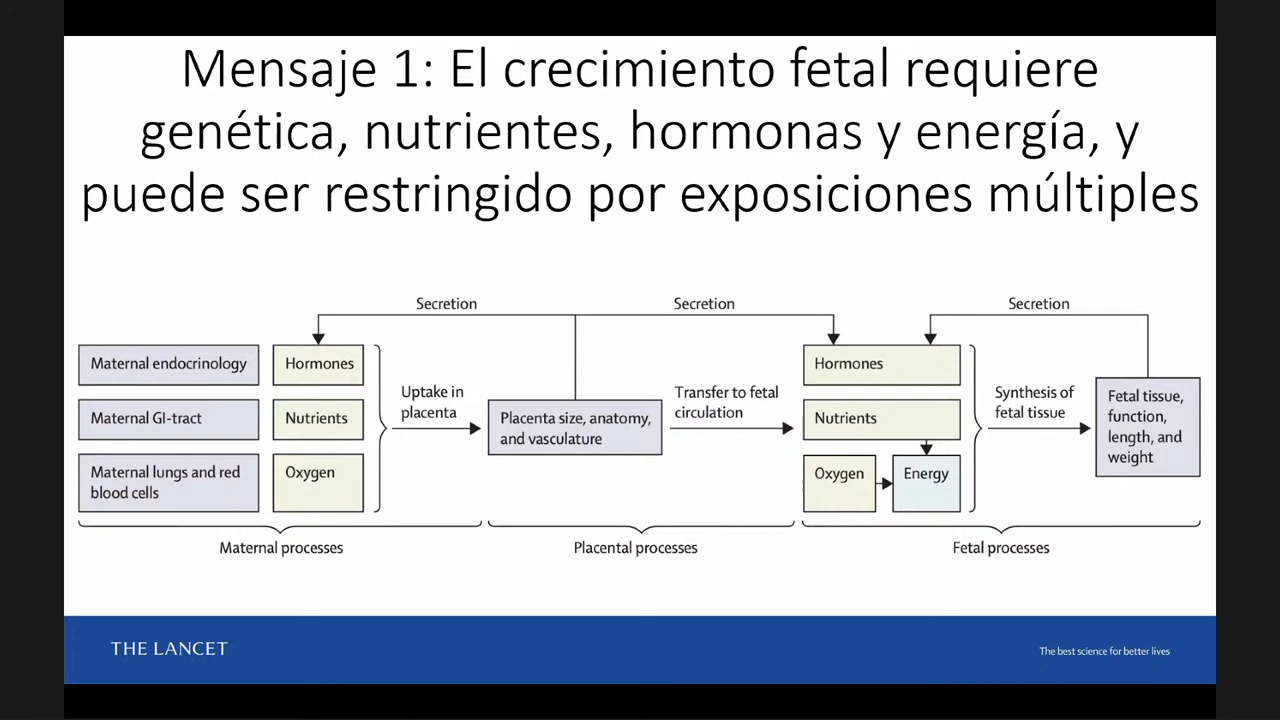 Mensaje 1: El crecimiento fetal requiere
genética, nutrientes, hormonas y energía, y
puede ser restringido por exposiciones múltiples
Secretion
Secretion
Secretion
Maternal endocrinology
Hormones
Maternal GI-tract
Nutrients
Maternal lungs and red
blood cells
Oxygen
Uptake in
placenta
Placenta size, anatomy,
and vasculature
Transfer to fetal
circulation
Hormones
Nutrients
Oxygen
Energy
Synthesis of
fetal tissue
Fetal tissue,
function,
length, and
weight
Maternal processes
Placental processes
Fetal processes
THE LANCET
The best science for better lives